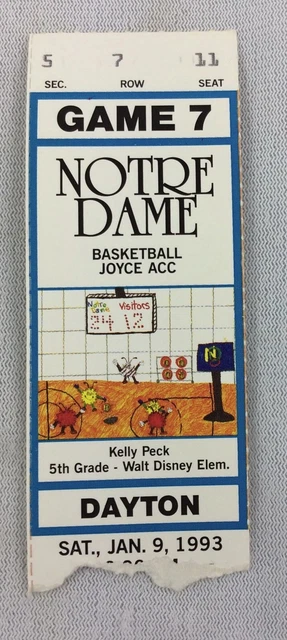 5 7 11
SEC. ROW SEAT
GAME 7
NOTRE
DAME
BASKETBALL
JOYCE ACC
Notre Visitors
Dame
24 12
N
Kelly Peck
5th Grade - Walt Disney Elem.
DAYTON
SAT., JAN. 9, 1993